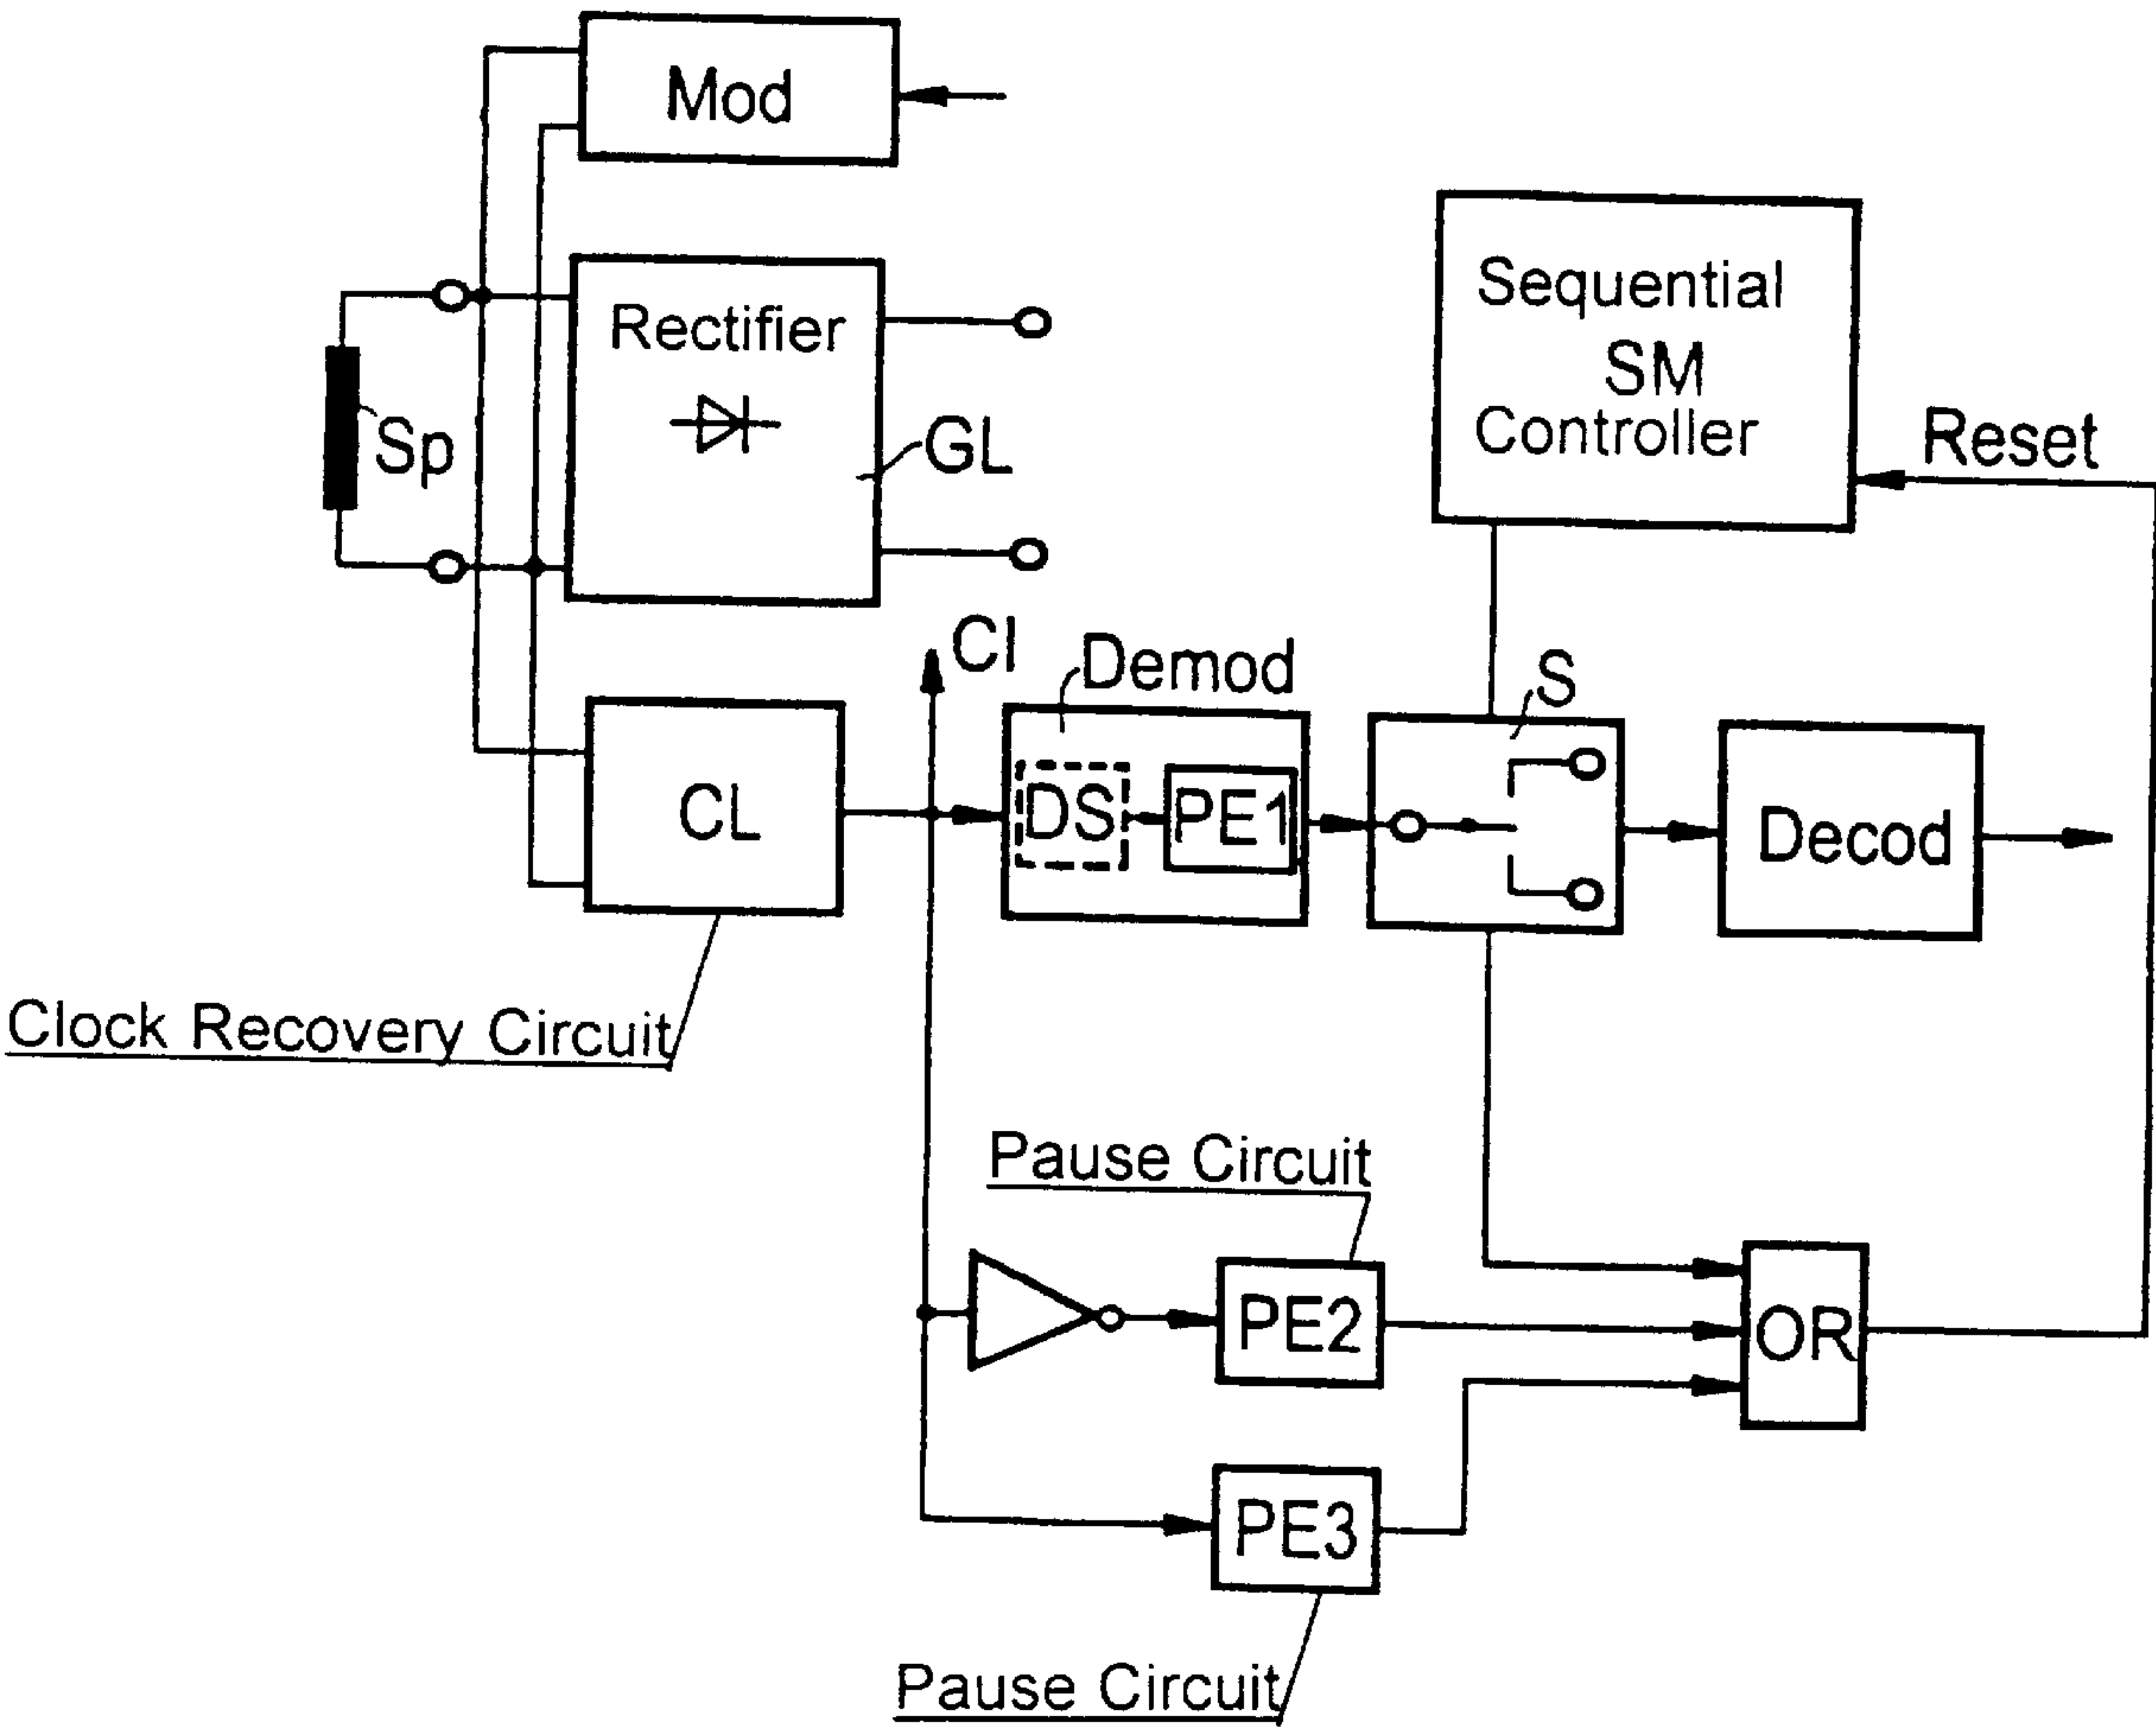 Mod
Rectifier
Sp
GL
Sequential
SM
Controller
Reset
CI
Demod
S
CL
DS
PE1
Decod
Clock Recovery Circuit
Pause Circuit
PE2
OR
PE3
Pause Circuit